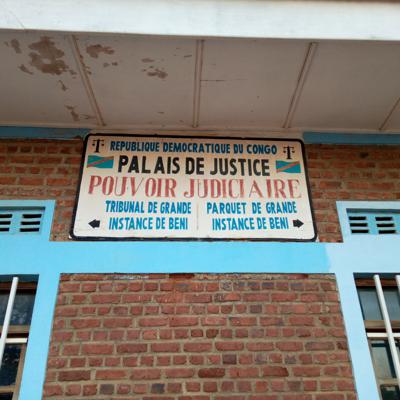 REPUBLIQUE DEMOCRATIQUE DU CONGO
PALAIS DE JUSTICE
POUVOIR JUDICIAIRE
TRIBUNAL DE GRANDE
INSTANCE DE BENI
PARQUET DE GRANDE
INSTANCE DE BENI